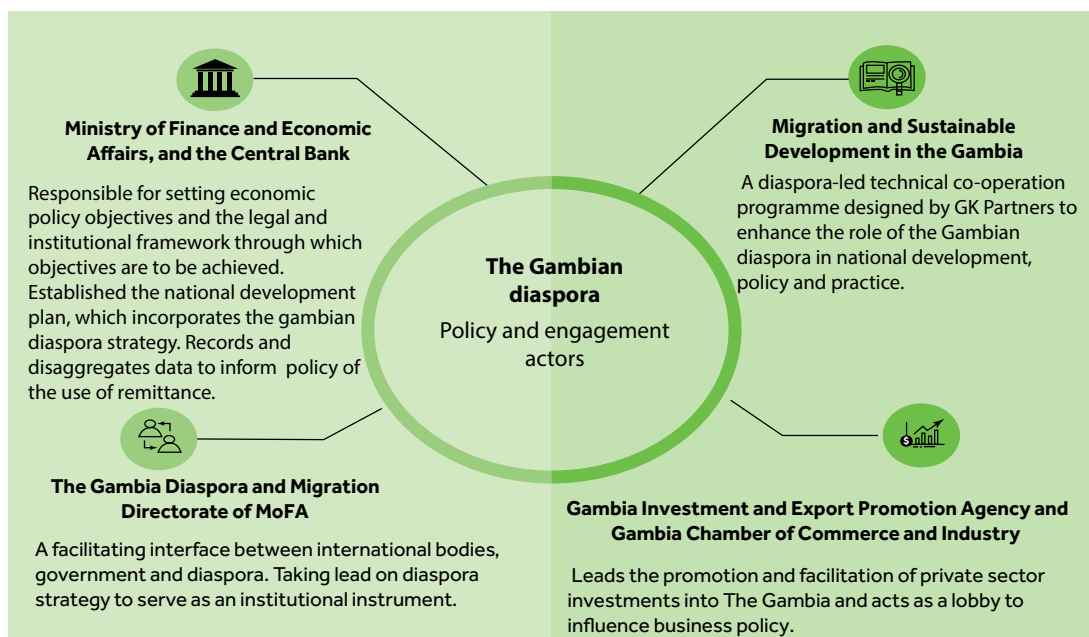 Ministry of Finance and Economic
Affairs, and the Central Bank
Responsible for setting economic
policy objectives and the legal and
institutional framework through which
objectives are to be achieved.
Established the national development
plan, which incorporates the gambian
diaspora strategy. Records and
disaggregates data to inform policy of
the use of remittance.
Migration and Sustainable
Development in the Gambia
A diaspora-led technical co-operation
programme designed by GK Partners to
enhance the role of the Gambian
diaspora in national development,
policy and practice.
The Gambian
diaspora
Policy and engagement
actors
The Gambia Diaspora and Migration
Directorate of MoFA
A facilitating interface between international bodies,
government and diaspora. Taking lead on diaspora
strategy to serve as an institutional instrument.
$
Gambia Investment and Export Promotion Agency and
Gambia Chamber of Commerce and Industry
Leads the promotion and facilitation of private sector
investments into The Gambia and acts as a lobby to
influence business policy.